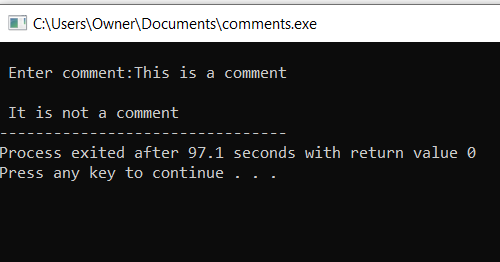 C:\Users\Owner\Documents\comments.exe
Enter comment:This is a comment
It is not a comment
--------------------------------
Process exited after 97.1 seconds with return value 0
Press any key to continue . . .